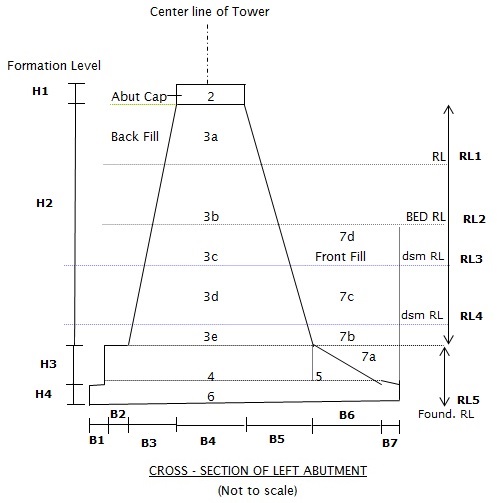 Center line of Tower
Formation Level
H1
Abut Cap
2
Back Fill
3a
RL
RL1
H2
3b
BED RL
RL2
7d
3c
Front Fill
dsm RL
RL3
3d
7c
dsm RL
RL4
3e
7b
7a
H3
4
5
H4
6
RL5
Found. RL
B2
B6
B1
B3
B4
B5
B7
CROSS - SECTION OF LEFT ABUTMENT
(Not to scale)